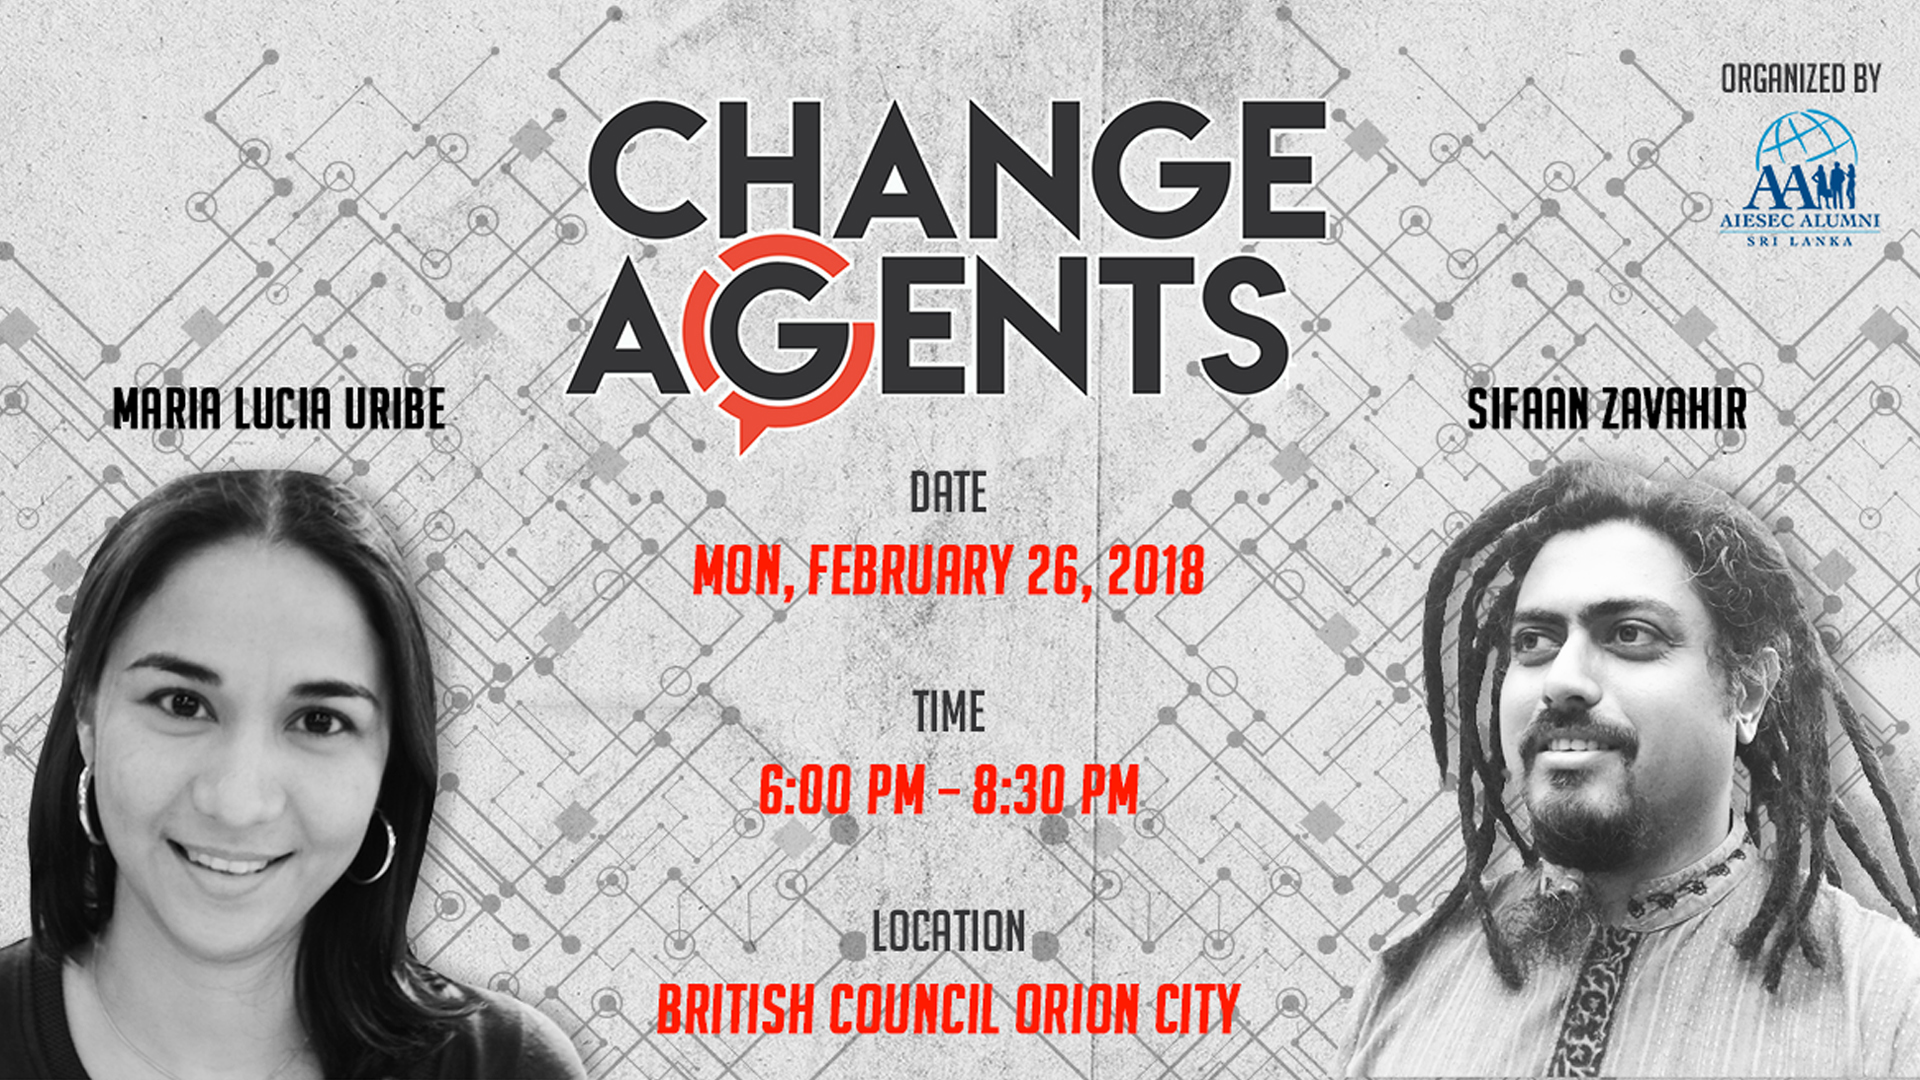 ORGANIZED BY
AA
AIESEC ALUMNI
SRI LANKA
CHANGE
AGENTS
MARIA LUCIA URIBE
SIFAAN ZAVAHIR
DATE
MON, FEBRUARY 26, 2018
TIME
6:00 PM – 8:30 PM
LOCATION
BRITISH COUNCIL ORION CITY